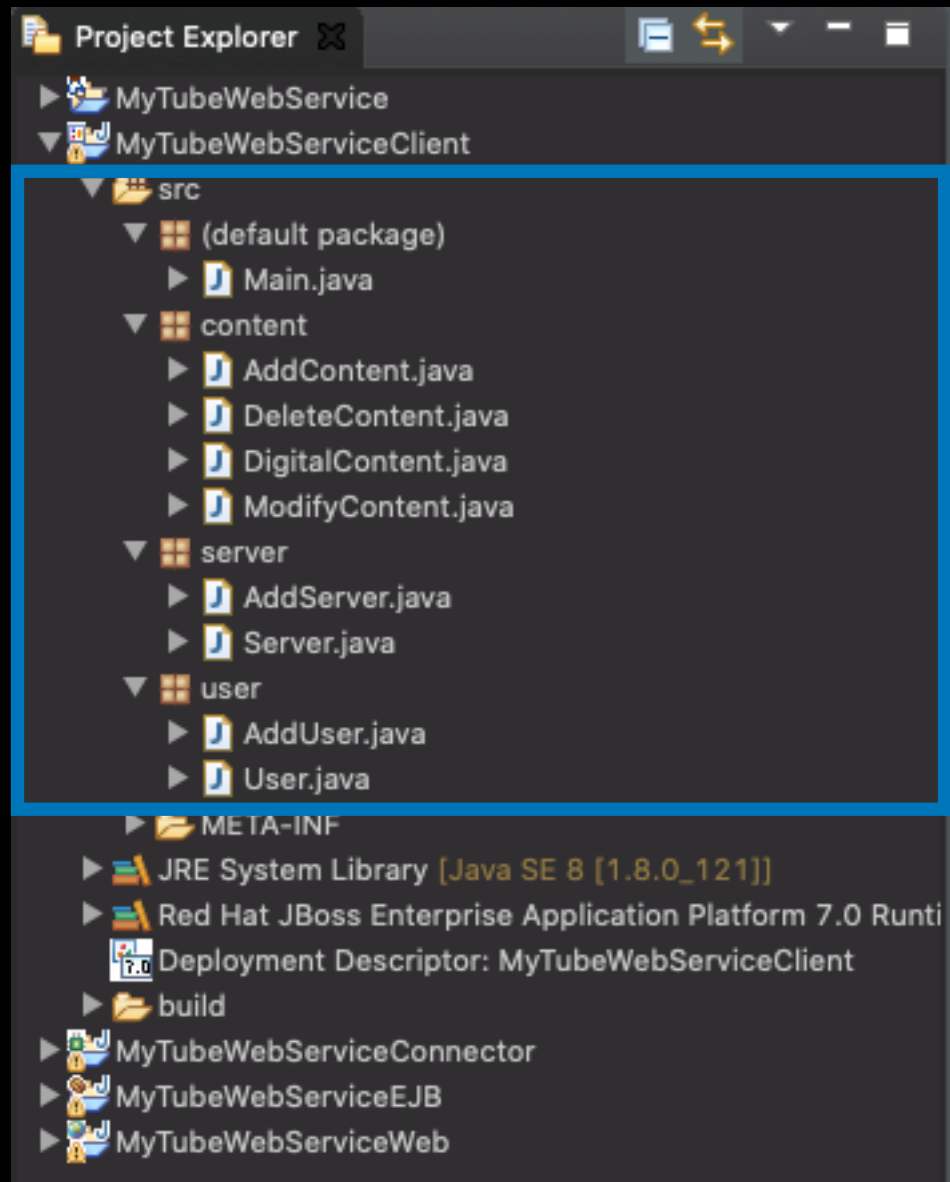 Project Explorer
MyTubeWebService
MyTubeWebServiceClient
src
(default package)
Main.java
content
AddContent.java
DeleteContent.java
DigitalContent.java
ModifyContent.java
server
AddServer.java
Server.java
user
AddUser.java
User.java
META-INF
JRE System Library [Java SE 8 [1.8.0_121]]
Red Hat JBoss Enterprise Application Platform 7.0 Runti
7.0 Deployment Descriptor: MyTubeWebServiceClient
build
MyTubeWebServiceConnector
MyTubeWebServiceEJB
MyTubeWebServiceWeb